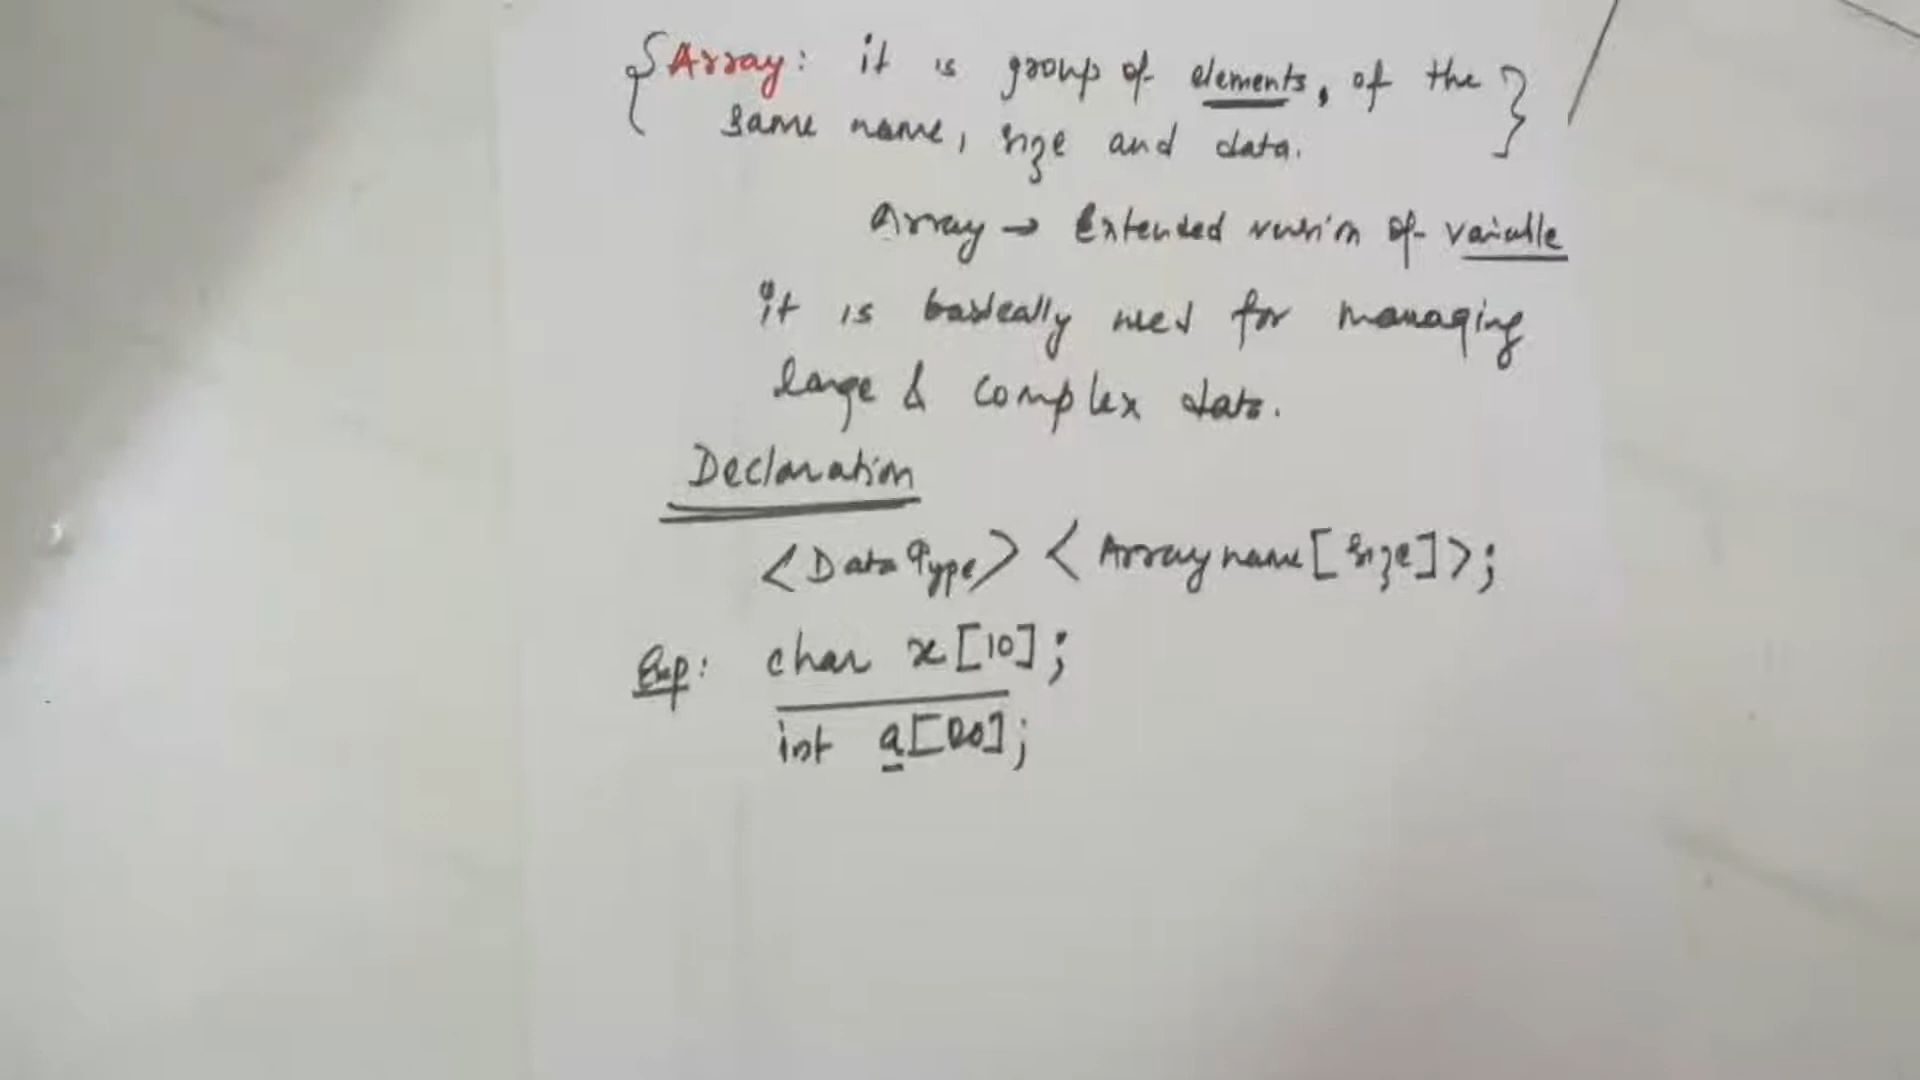 {Array: it is group of elements, of the }
same name, size and data.
Array → Extended version of variable
it is basically used for managing
large & complex data.
Declaration
<Data Type> <Array name[size]>;
Exp: char x[10];
int a[20];